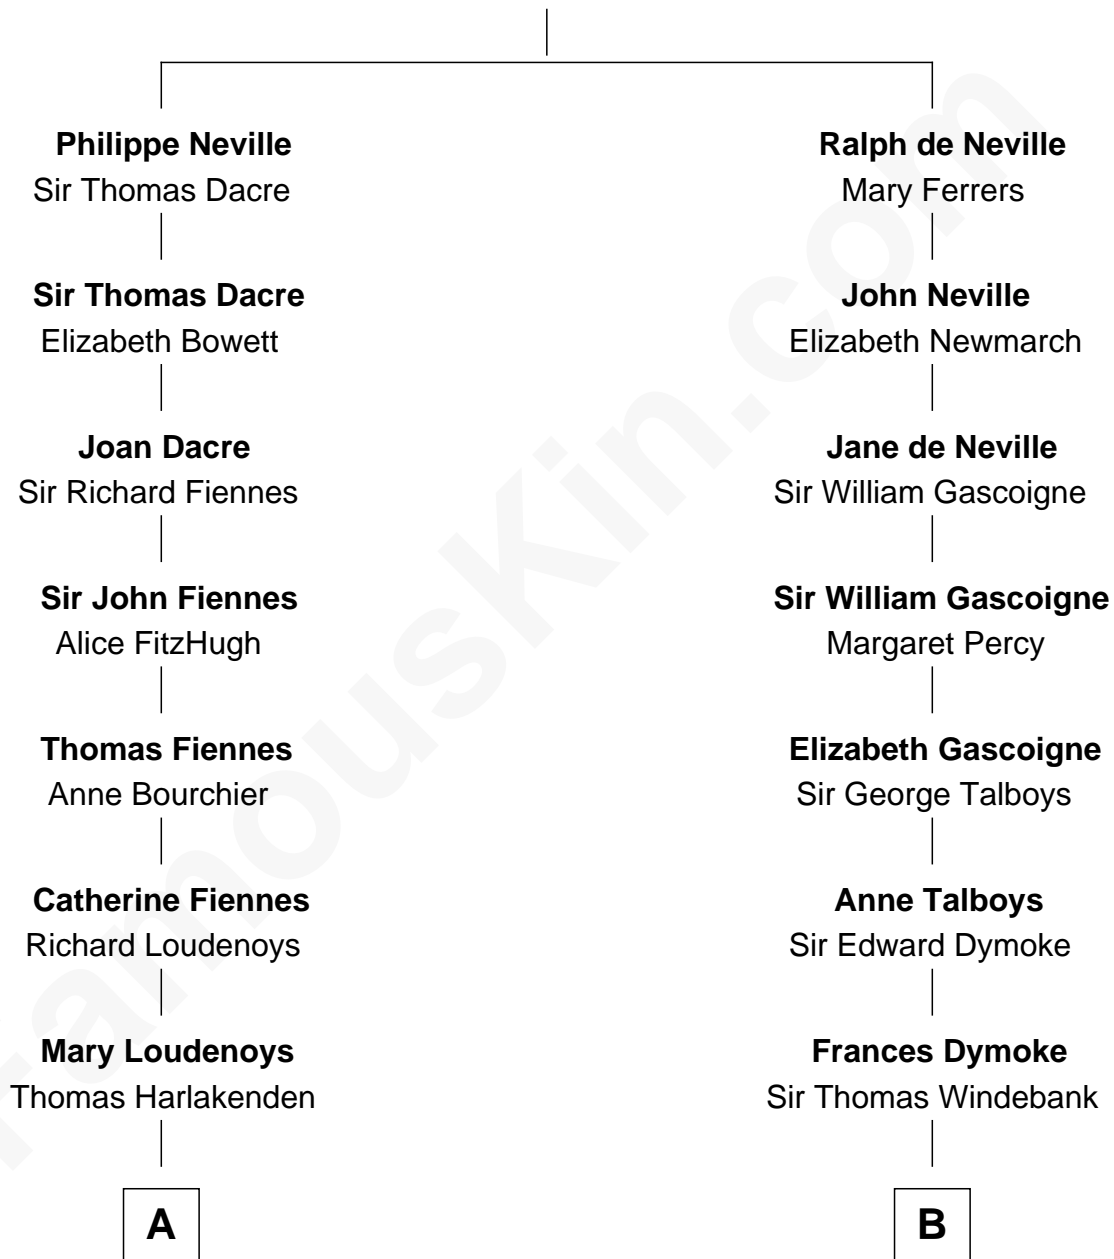 Philippe Neville
Sir Thomas Dacre
Sir Thomas Dacre
Elizabeth Bowett
Joan Dacre
Sir Richard Fiennes
Sir John Fiennes
Alice FitzHugh
Thomas Fiennes
Anne Bourchier
Catherine Fiennes
Richard Loudenoys
Mary Loudenoys
Thomas Harlakenden
A
Ralph de Neville
Mary Ferrers
John Neville
Elizabeth Newmarch
Jane de Neville
Sir William Gascoigne
Sir William Gascoigne
Margaret Percy
Elizabeth Gascoigne
Sir George Talboys
Anne Talboys
Sir Edward Dymoke
Frances Dymoke
Sir Thomas Windebank
B
FamousKin.com